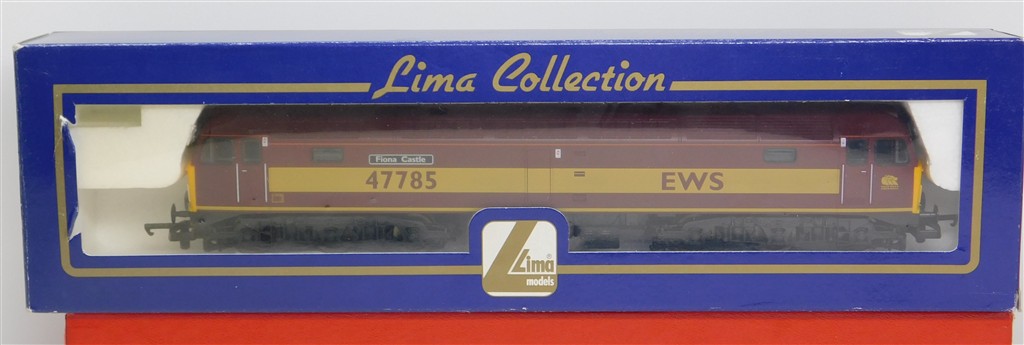 Lima Collection
Fiona Castle
47785
EWS
Lima®
models